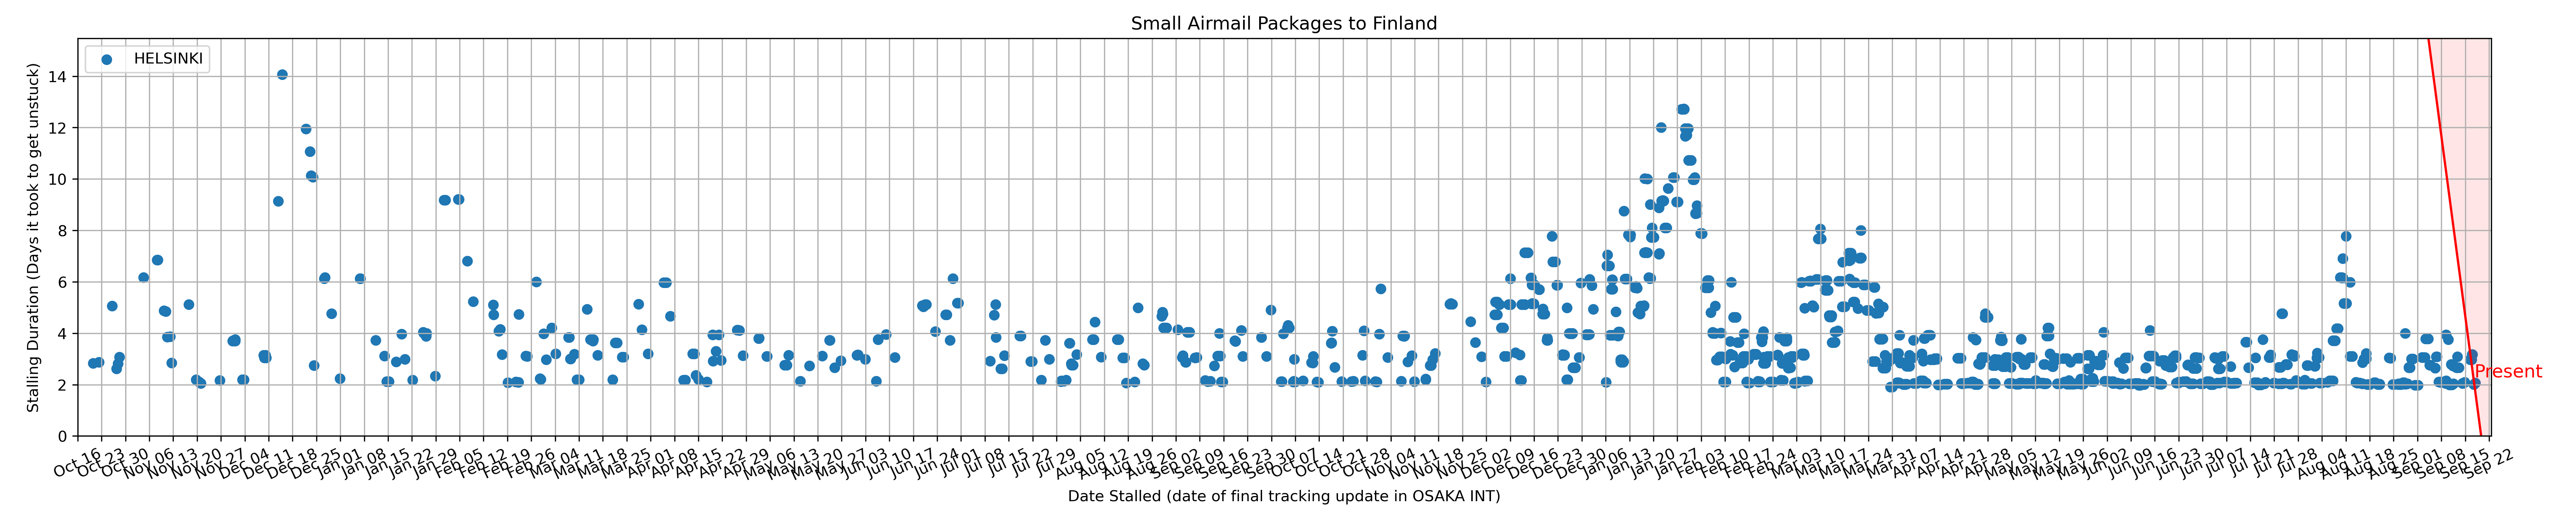 Small Airmail Packages to Finland
HELSINKI
Stalling Duration (Days it took to get unstuck)
14
12
10
8
6
4
2
0
Present
Oct 16
Oct 23
Oct 30
Nov 06
Nov 13
Nov 20
Nov 27
Dec 04
Dec 11
Dec 18
Dec 25
Jan 01
Jan 08
Jan 15
Jan 22
Jan 29
Feb 05
Feb 12
Feb 19
Feb 26
Mar 04
Mar 11
Mar 18
Mar 25
Apr 01
Apr 08
Apr 15
Apr 22
Apr 29
May 06
May 13
May 20
May 27
Jun 03
Jun 10
Jun 17
Jun 24
Jul 01
Jul 08
Jul 15
Jul 22
Jul 29
Aug 05
Aug 12
Aug 19
Aug 26
Sep 02
Sep 09
Sep 16
Sep 23
Sep 30
Oct 07
Oct 14
Oct 21
Oct 28
Nov 04
Nov 11
Nov 18
Nov 25
Dec 02
Dec 09
Dec 16
Dec 23
Dec 30
Jan 06
Jan 13
Jan 20
Jan 27
Feb 03
Feb 10
Feb 17
Feb 24
Mar 03
Mar 10
Mar 17
Mar 24
Mar 31
Apr 07
Apr 14
Apr 21
Apr 28
May 05
May 12
May 19
May 26
Jun 02
Jun 09
Jun 16
Jun 23
Jun 30
Jul 07
Jul 14
Jul 21
Jul 28
Aug 04
Aug 11
Aug 18
Aug 25
Sep 01
Sep 08
Sep 15
Sep 22
Date Stalled (date of final tracking update in OSAKA INT)